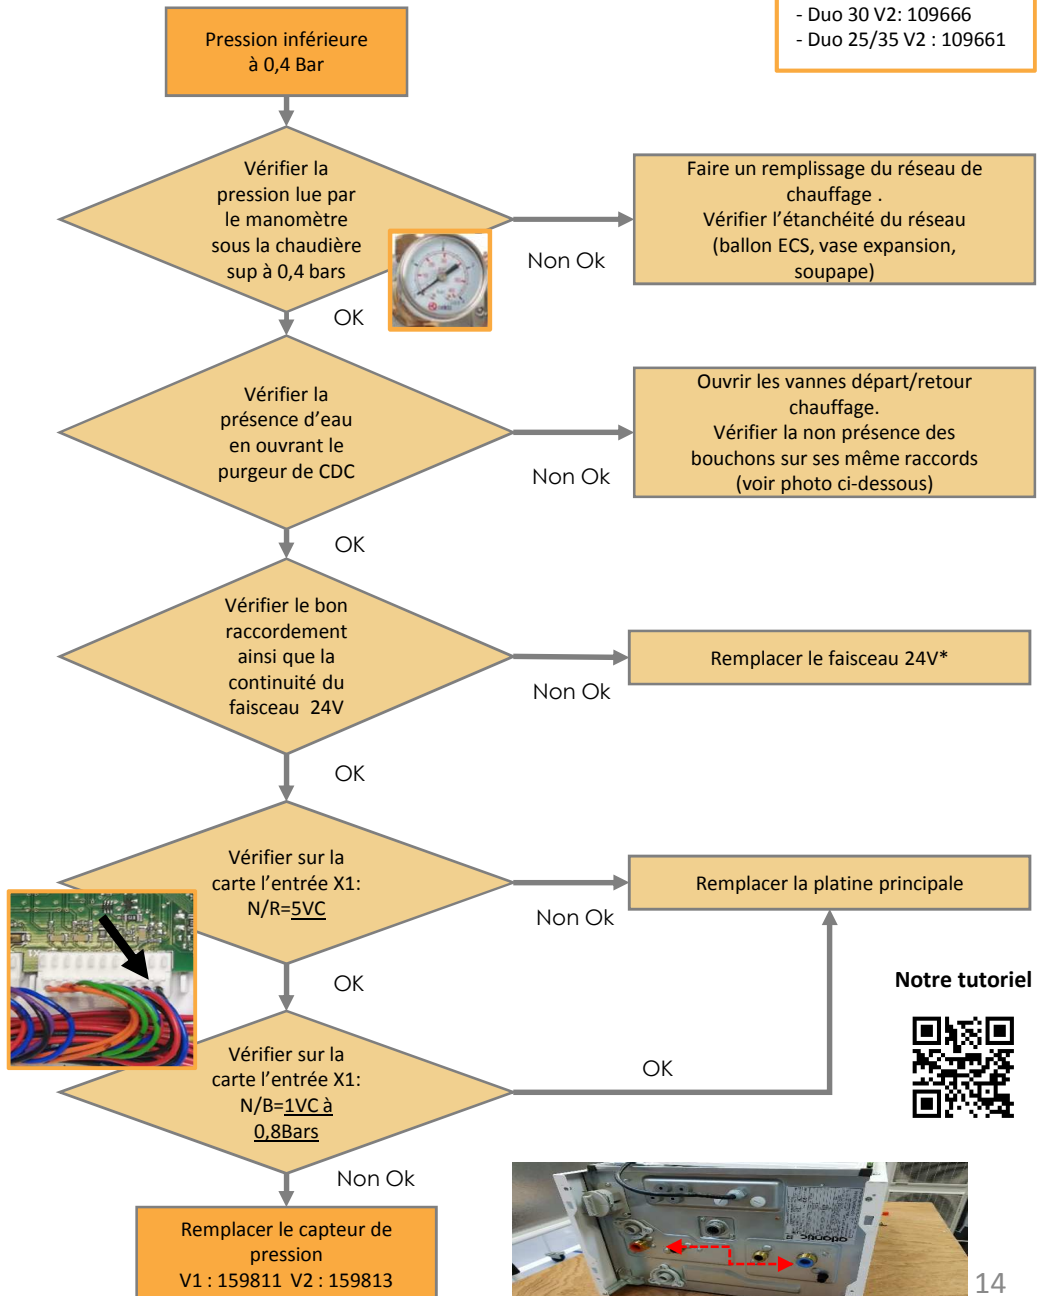 - Duo 30 V2: 109666
- Duo 25/35 V2 : 109661
Pression inférieure
à 0,4 Bar
Vérifier la
pression lue par
le manomètre
sous la chaudière
sup à 0,4 bars
Non Ok
Faire un remplissage du réseau de
chauffage .
Vérifier l'étanchéité du réseau
(ballon ECS, vase expansion,
soupape)
OK
Vérifier la
présence d'eau
en ouvrant le
purgeur de CDC
Non Ok
Ouvrir les vannes départ/retour
chauffage.
Vérifier la non présence des
bouchons sur ses même raccords
(voir photo ci-dessous)
OK
Vérifier le bon
raccordement
ainsi que la
continuité du
faisceau 24V
Non Ok
Remplacer le faisceau 24V*
OK
Vérifier sur la
carte l'entrée X1:
N/R=5VC
Non Ok
Remplacer la platine principale
OK
Notre tutoriel
Vérifier sur la
carte l'entrée X1:
N/B=1VC à
0,8Bars
OK
Non Ok
Remplacer le capteur de
pression
V1 : 159811 V2 : 159813
atlantic
14